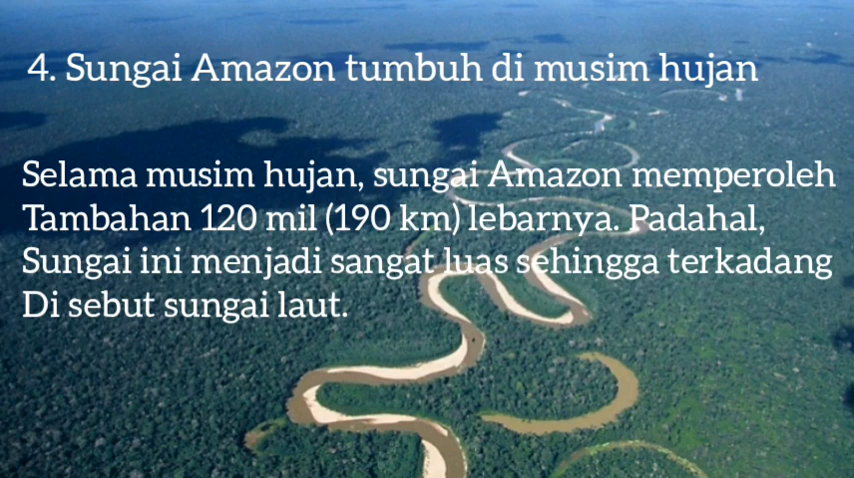 4. Sungai Amazon tumbuh di musim hujan
Selama musim hujan, sungai Amazon memperoleh
Tambahan 120 mil (190 km) lebarnya. Padahal,
Sungai ini menjadi sangat luas sehingga terkadang
Di sebut sungai laut.